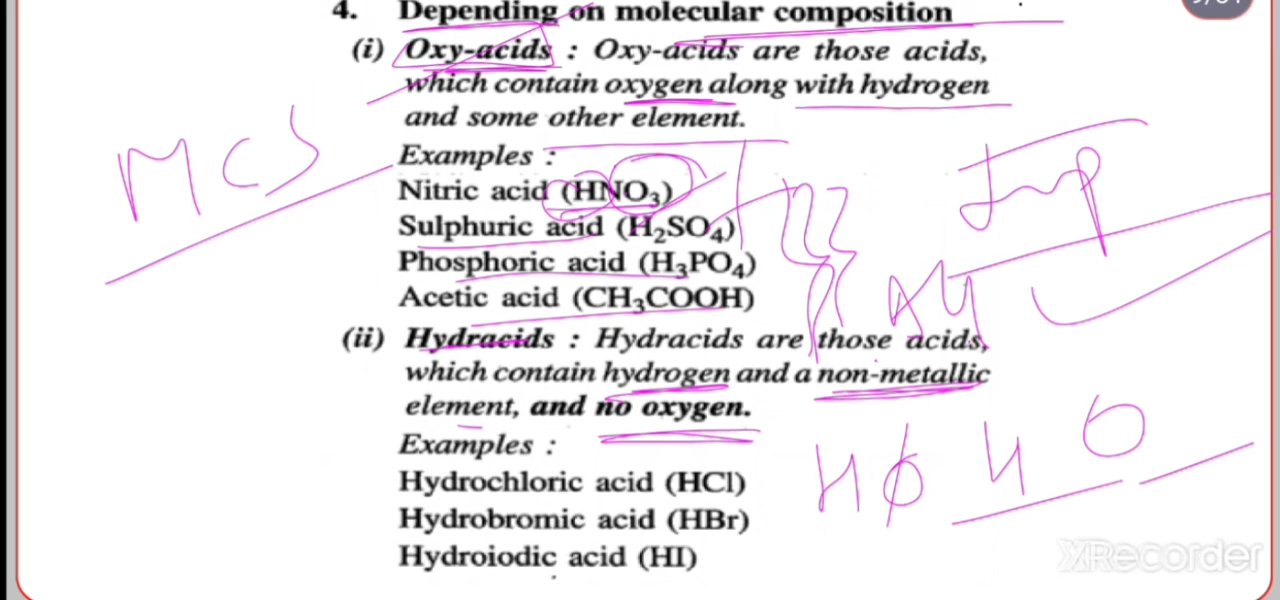 4. Depending on molecular composition
(i) Oxy-acids : Oxy-acids are those acids,
which contain oxygen along with hydrogen
and some other element.
Examples :
Nitric acid (HNO₃)
Sulphuric acid (H₂SO₄)
Phosphoric acid (H₃PO₄)
Acetic acid (CH₃COOH)
(ii) Hydracids : Hydracids are those acids,
which contain hydrogen and a non-metallic
element, and no oxygen.
Examples :
Hydrochloric acid (HCl)
Hydrobromic acid (HBr)
Hydroiodic acid (HI)
MCS
Imp
H
H O
XRecorder